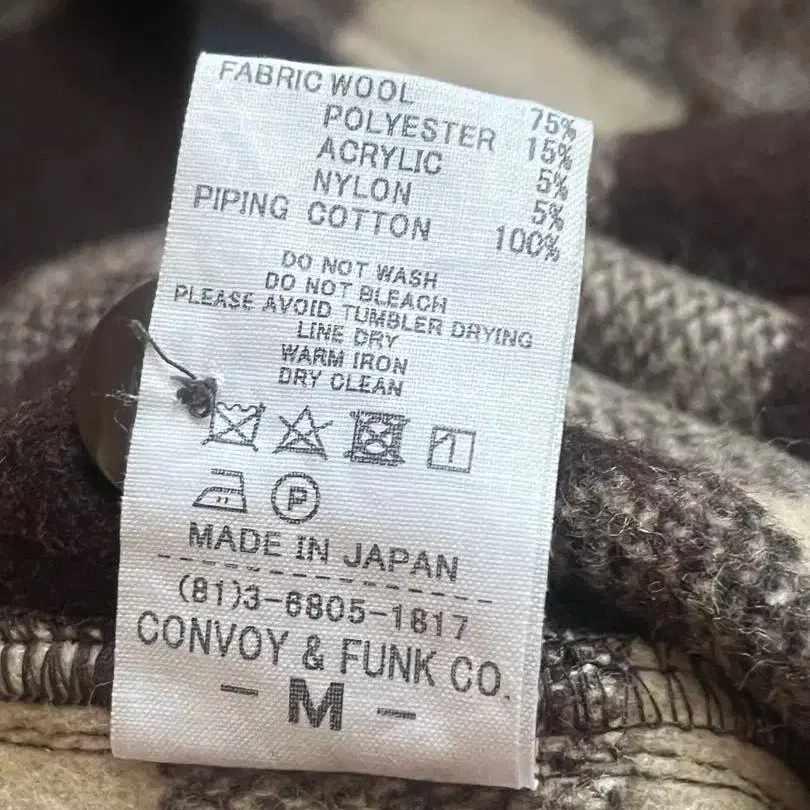 FABRIC WOOL 75%
POLYESTER 15%
ACRYLIC 5%
NYLON 5%
PIPING COTTON 100%
DO NOT WASH
DO NOT BLEACH
PLEASE AVOID TUMBLER DRYING
LINE DRY
WARM IRON
DRY CLEAN
P
MADE IN JAPAN
(81)3-6805-1617
CONVOY & FUNK CO.
- M -